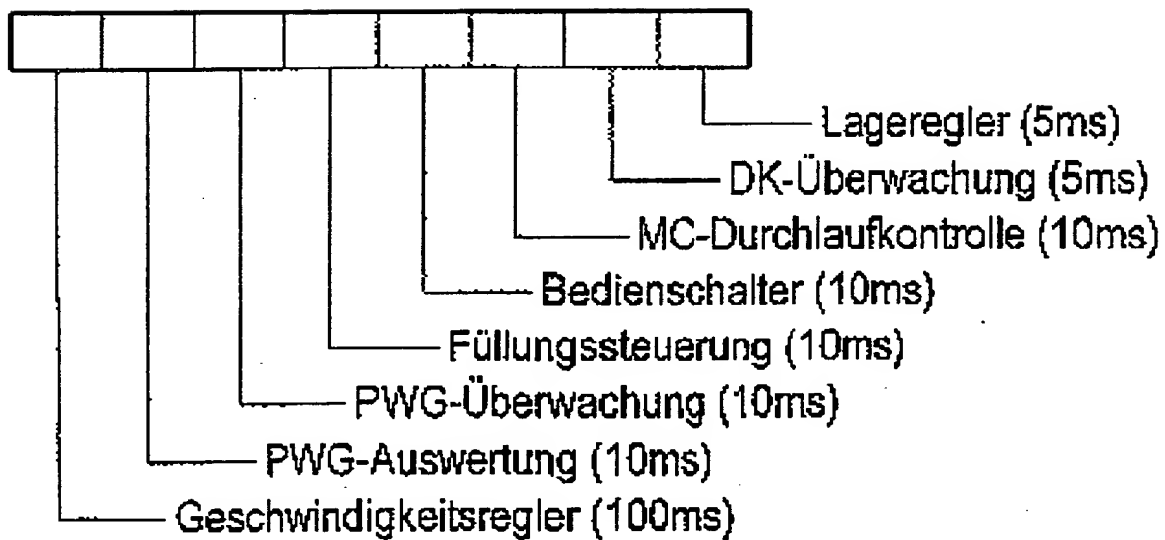 Lageregler (5ms)
DK-Überwachung (5ms)
MC-Durchlaufkontrolle (10ms)
Bedienschalter (10ms)
Füllungssteuerung (10ms)
PWG-Überwachung (10ms)
PWG-Auswertung (10ms)
Geschwindigkeitsregler (100ms)